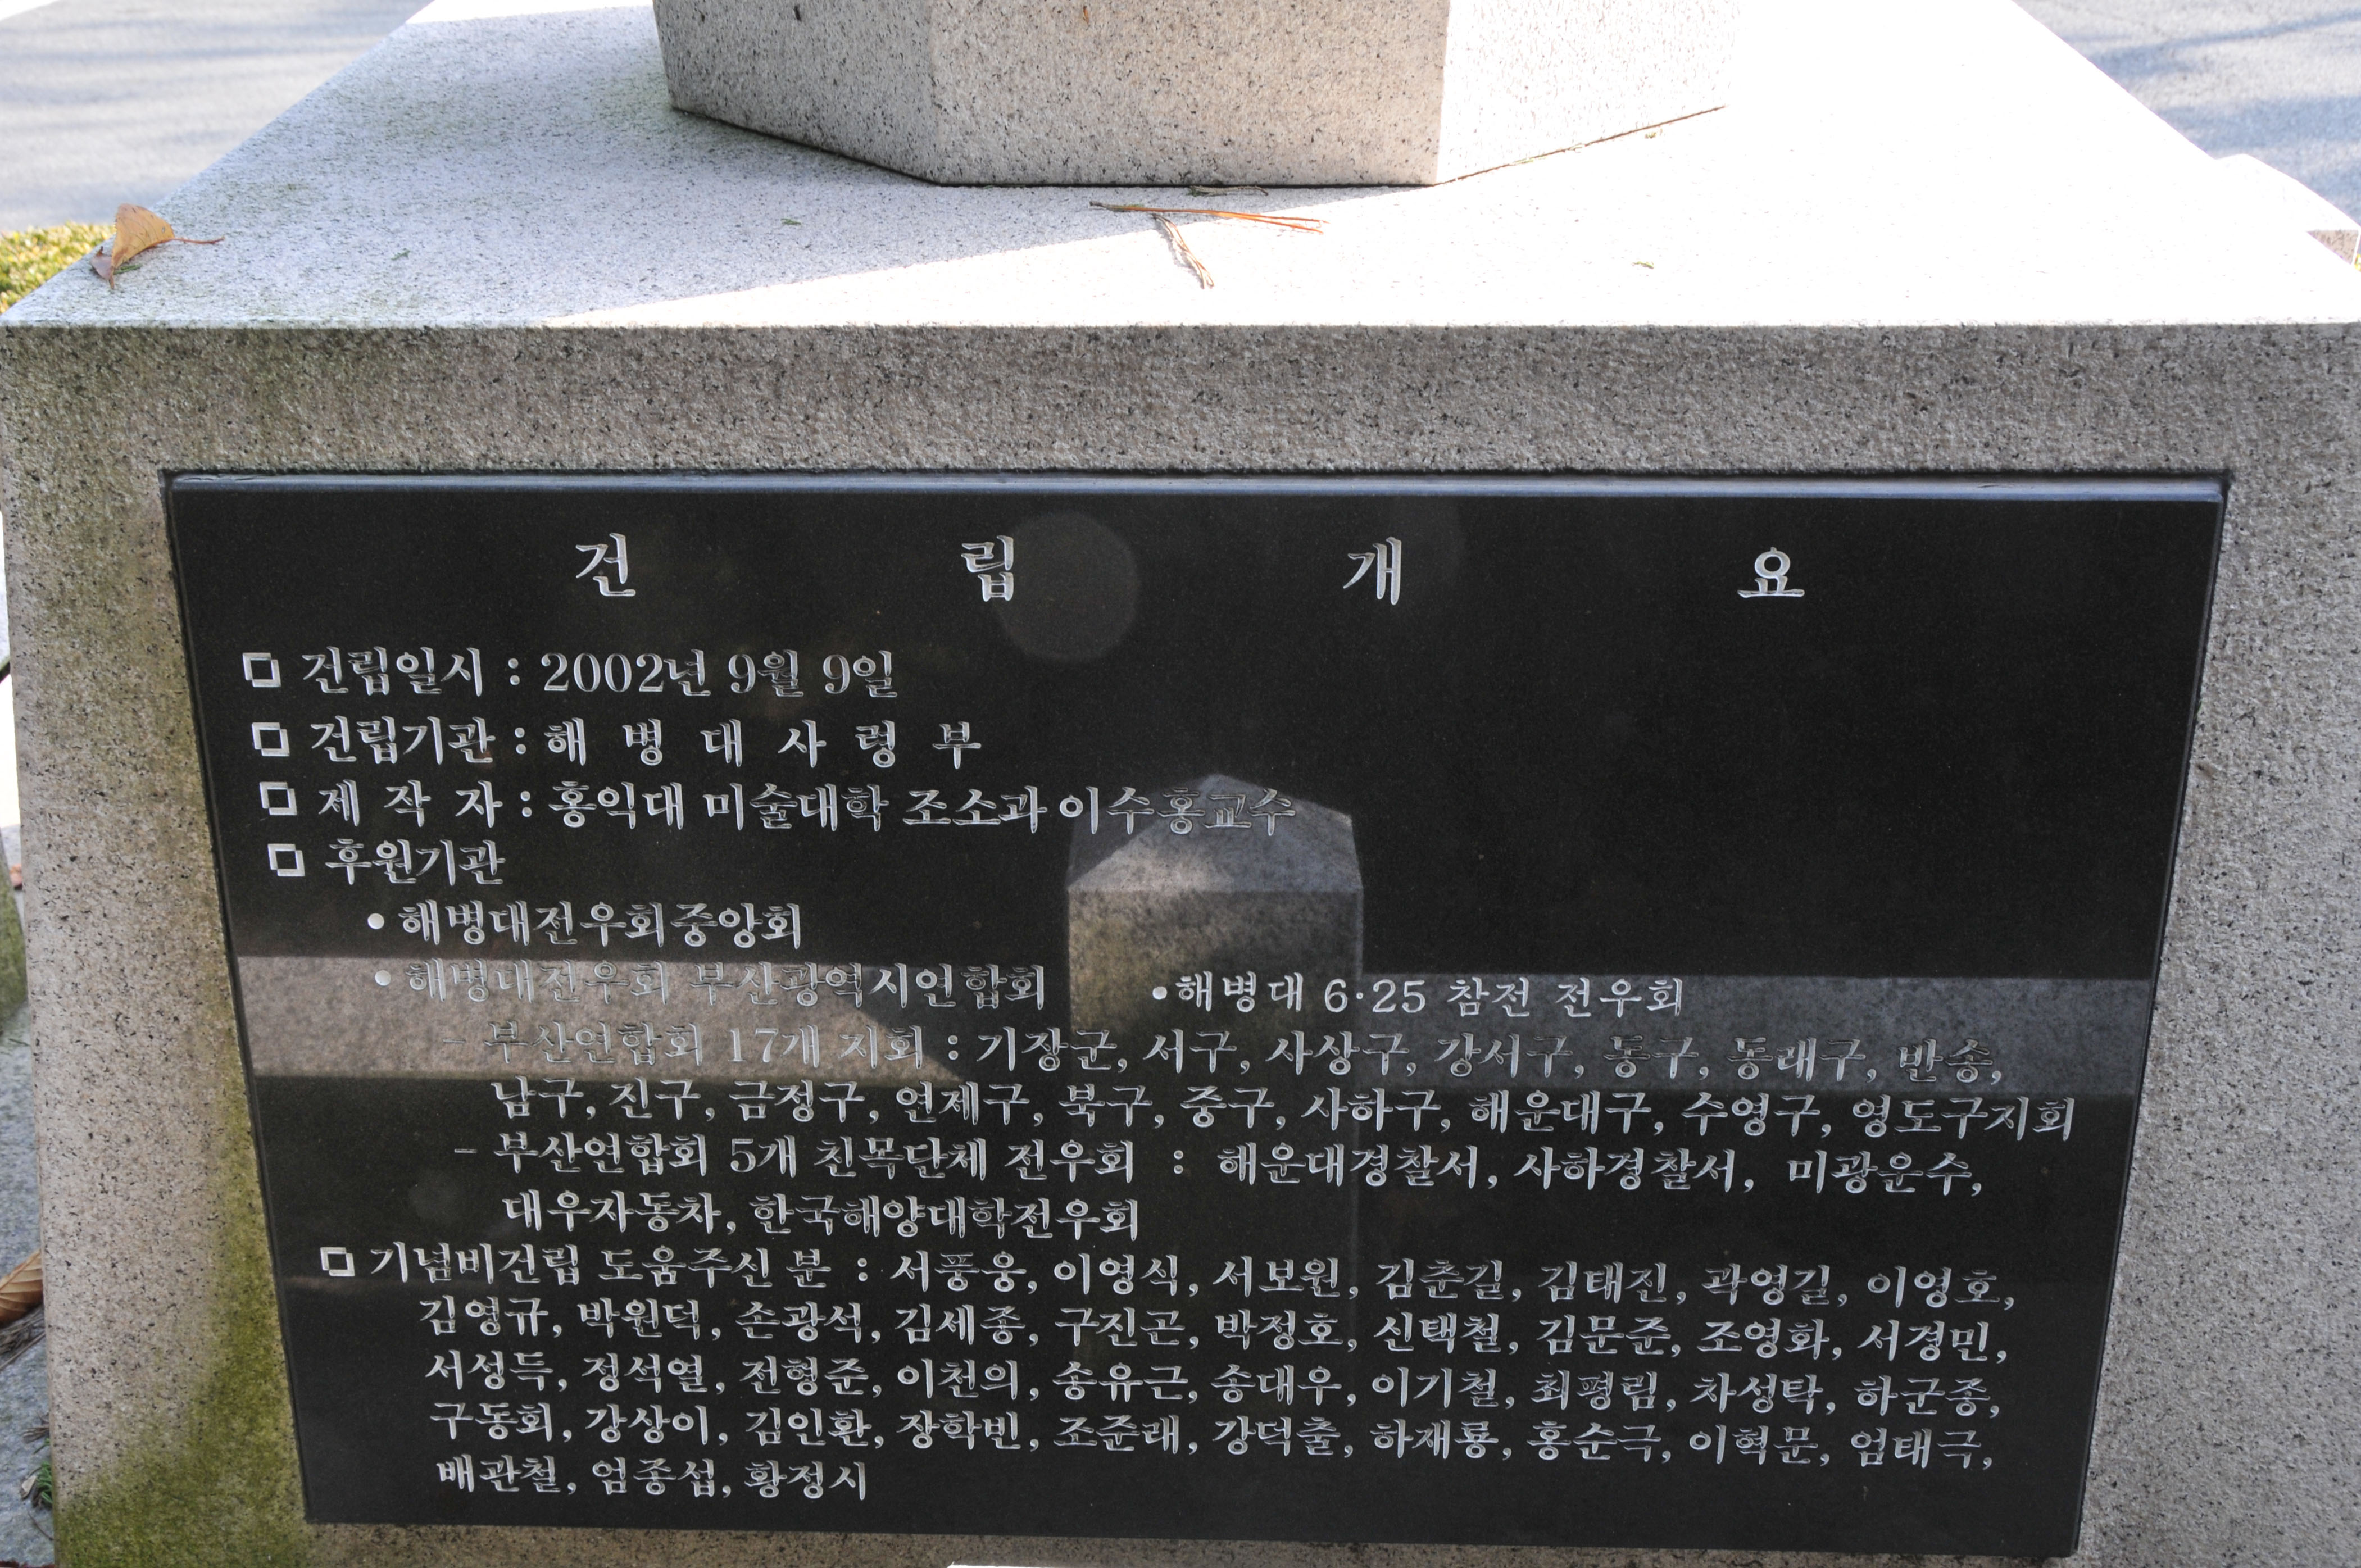 건 립 개 요
□ 건립일시 : 2002년 9월 9일
□ 건립기관 : 해 병 대 사 령 부
□ 제 작 자 : 홍익대 미술대학 조소과 이수홍교수
□ 후원기관
•해병대전우회중앙회
•해병대전우회 부산광역시연합회 •해병대 6·25 참전 전우회
- 부산연합회 17개 지회 : 기장군, 서구, 사상구, 강서구, 동구, 동래구, 반송,
남구, 진구, 금정구, 연제구, 북구, 중구, 사하구, 해운대구, 수영구, 영도구지회
- 부산연합회 5개 친목단체 전우회 : 해운대경찰서, 사하경찰서, 미광운수,
대우자동차, 한국해양대학전우회
□ 기념비건립 도움주신 분 : 서풍웅, 이영식, 서보원, 김춘길, 김태진, 곽영길, 이영호,
김영규, 박원덕, 손광석, 김세종, 구진곤, 박정호, 신택철, 김문준, 조영화, 서경민,
서성득, 정석열, 전형준, 이천의, 송유근, 송대우, 이기철, 최평림, 차성탁, 하군종,
구동회, 강상이, 김인환, 장학빈, 조준래, 강덕출, 하재룡, 홍순극, 이혁문, 엄태극,
배관철, 엄종섭, 황정시